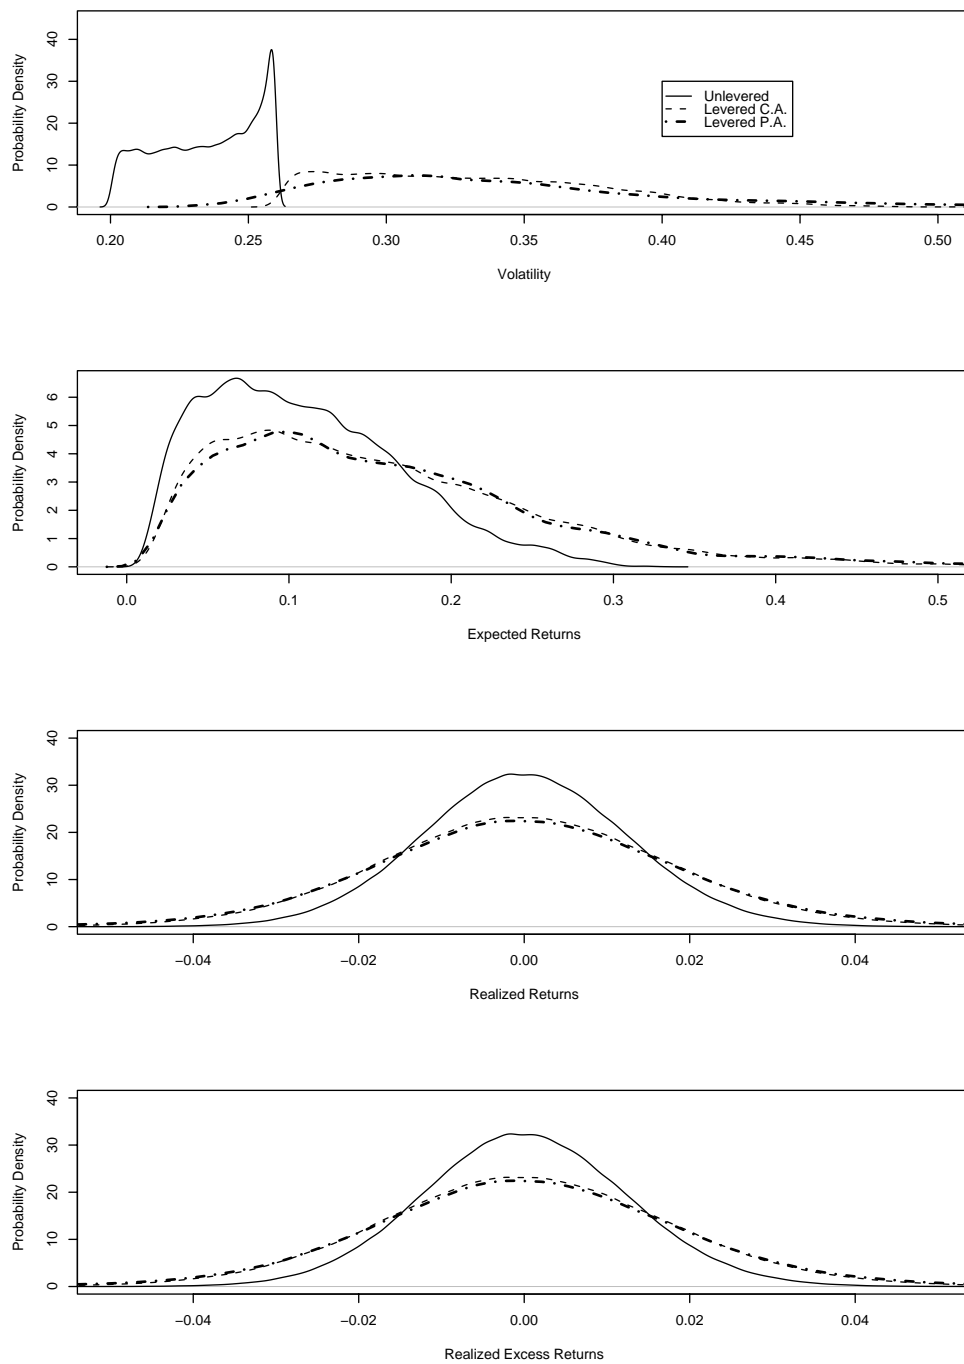 Probability Density
40
30
20
10
0
Unlevered
Levered C.A.
Levered P.A.
0.20 0.25 0.30 0.35 0.40 0.45 0.50
Volatility
Probability Density
6
5
4
3
2
1
0
0.0 0.1 0.2 0.3 0.4 0.5
Expected Returns
Probability Density
40
30
20
10
0
−0.04 −0.02 0.00 0.02 0.04
Realized Returns
Probability Density
40
30
20
10
0
−0.04 −0.02 0.00 0.02 0.04
Realized Excess Returns